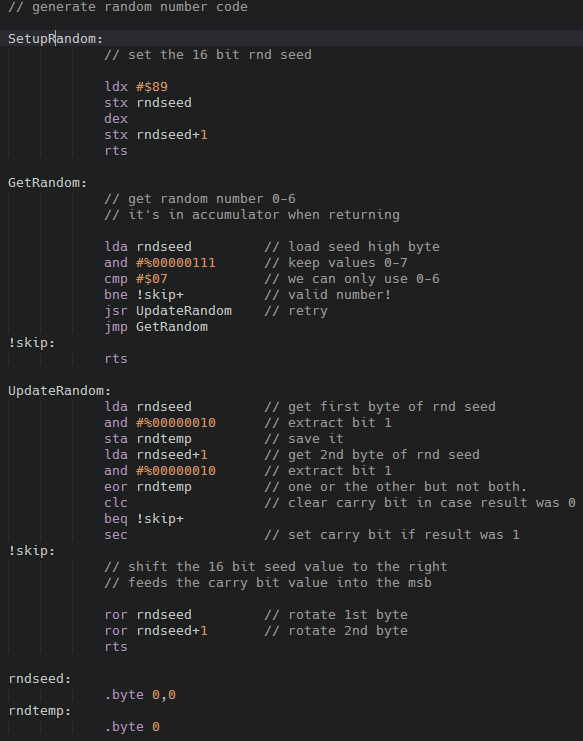 // generate random number code
SetupRandom:
// set the 16 bit rnd seed
ldx #$89
stx rndseed
dex
stx rndseed+1
rts
GetRandom:
// get random number 0-6
// it's in accumulator when returning
lda rndseed // load seed high byte
and #%00000111 // keep values 0-7
cmp #$07 // we can only use 0-6
bne !skip+ // valid number!
jsr UpdateRandom // retry
jmp GetRandom
!skip:
rts
UpdateRandom:
lda rndseed // get first byte of rnd seed
and #%00000010 // extract bit 1
sta rndtemp // save it
lda rndseed+1 // get 2nd byte of rnd seed
and #%00000010 // extract bit 1
eor rndtemp // one or the other but not both.
clc // clear carry bit in case result was 0
beq !skip+
sec // set carry bit if result was 1
!skip:
// shift the 16 bit seed value to the right
// feeds the carry bit value into the msb
ror rndseed // rotate 1st byte
ror rndseed+1 // rotate 2nd byte
rts
rndseed:
.byte 0,0
rndtemp:
.byte 0